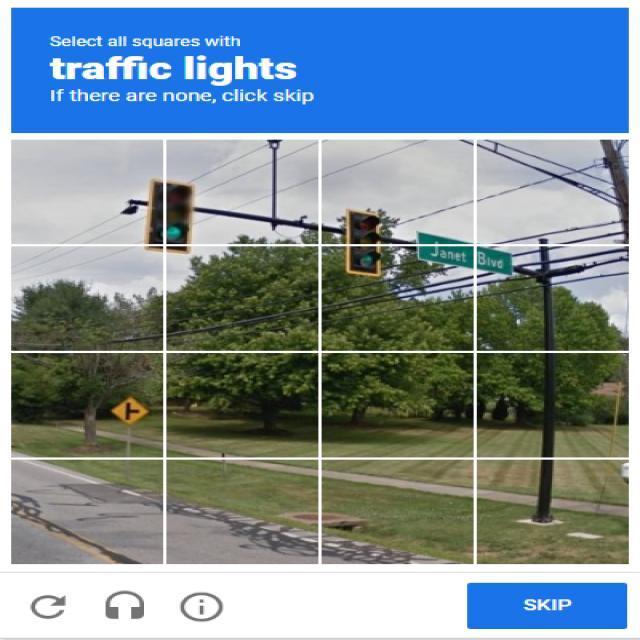 Select all squares with
traffic lights
If there are none, click skip
Janet Blvd
SKIP